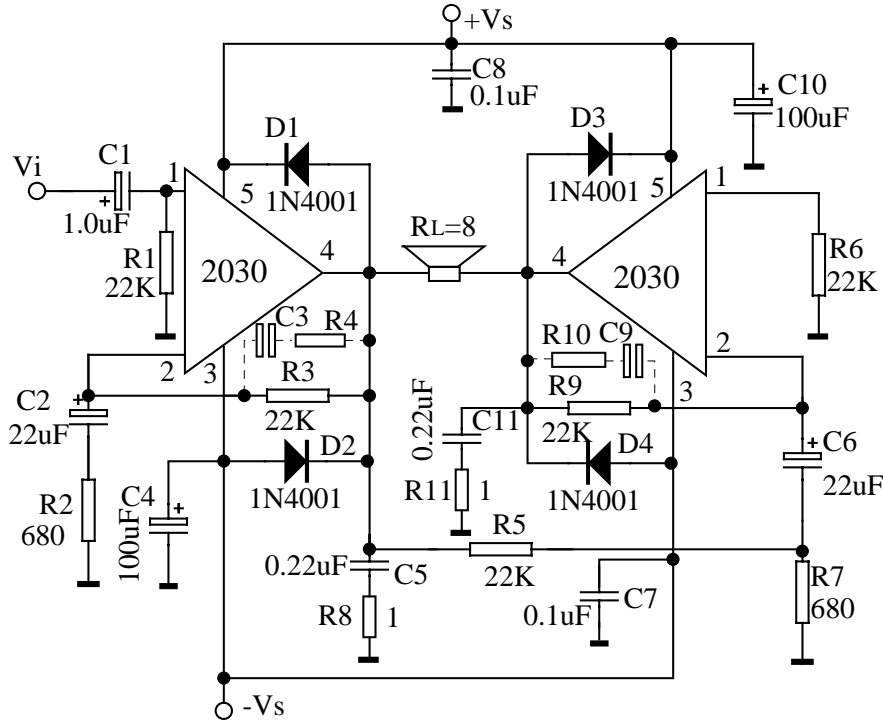 +Vs
C8
0.1uF
C10
+
100uF
D1
1N4001
D3
1N4001
Vi
C1
+
1.0uF
1
5
R1
22K
2030
4
RL=8
4
5
1
2030
R6
22K
2
3
C3
R4
R10
C9
2
3
C2
+
22uF
R3
22K
0.22uF
C11
R9
22K
C6
+
22uF
D2
1N4001
D4
1N4001
R2
680
C4
+
100uF
R11
1
R5
22K
0.22uF
C5
R8
1
0.1uF
C7
R7
680
-Vs